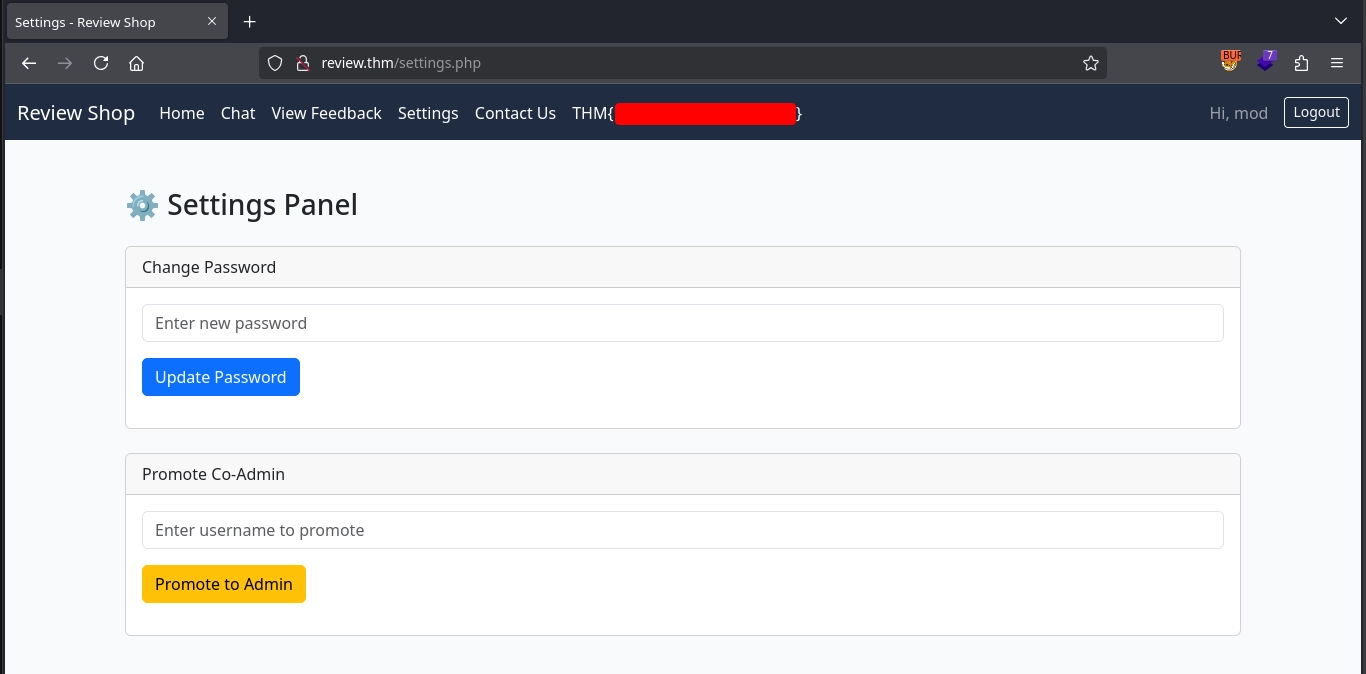 Settings - Review Shop
BUR
7
review.thm/settings.php
Review Shop Home Chat View Feedback Settings Contact Us THM{ } Hi, mod Logout
Settings Panel
Change Password
Enter new password
Update Password
Promote Co-Admin
Enter username to promote
Promote to Admin